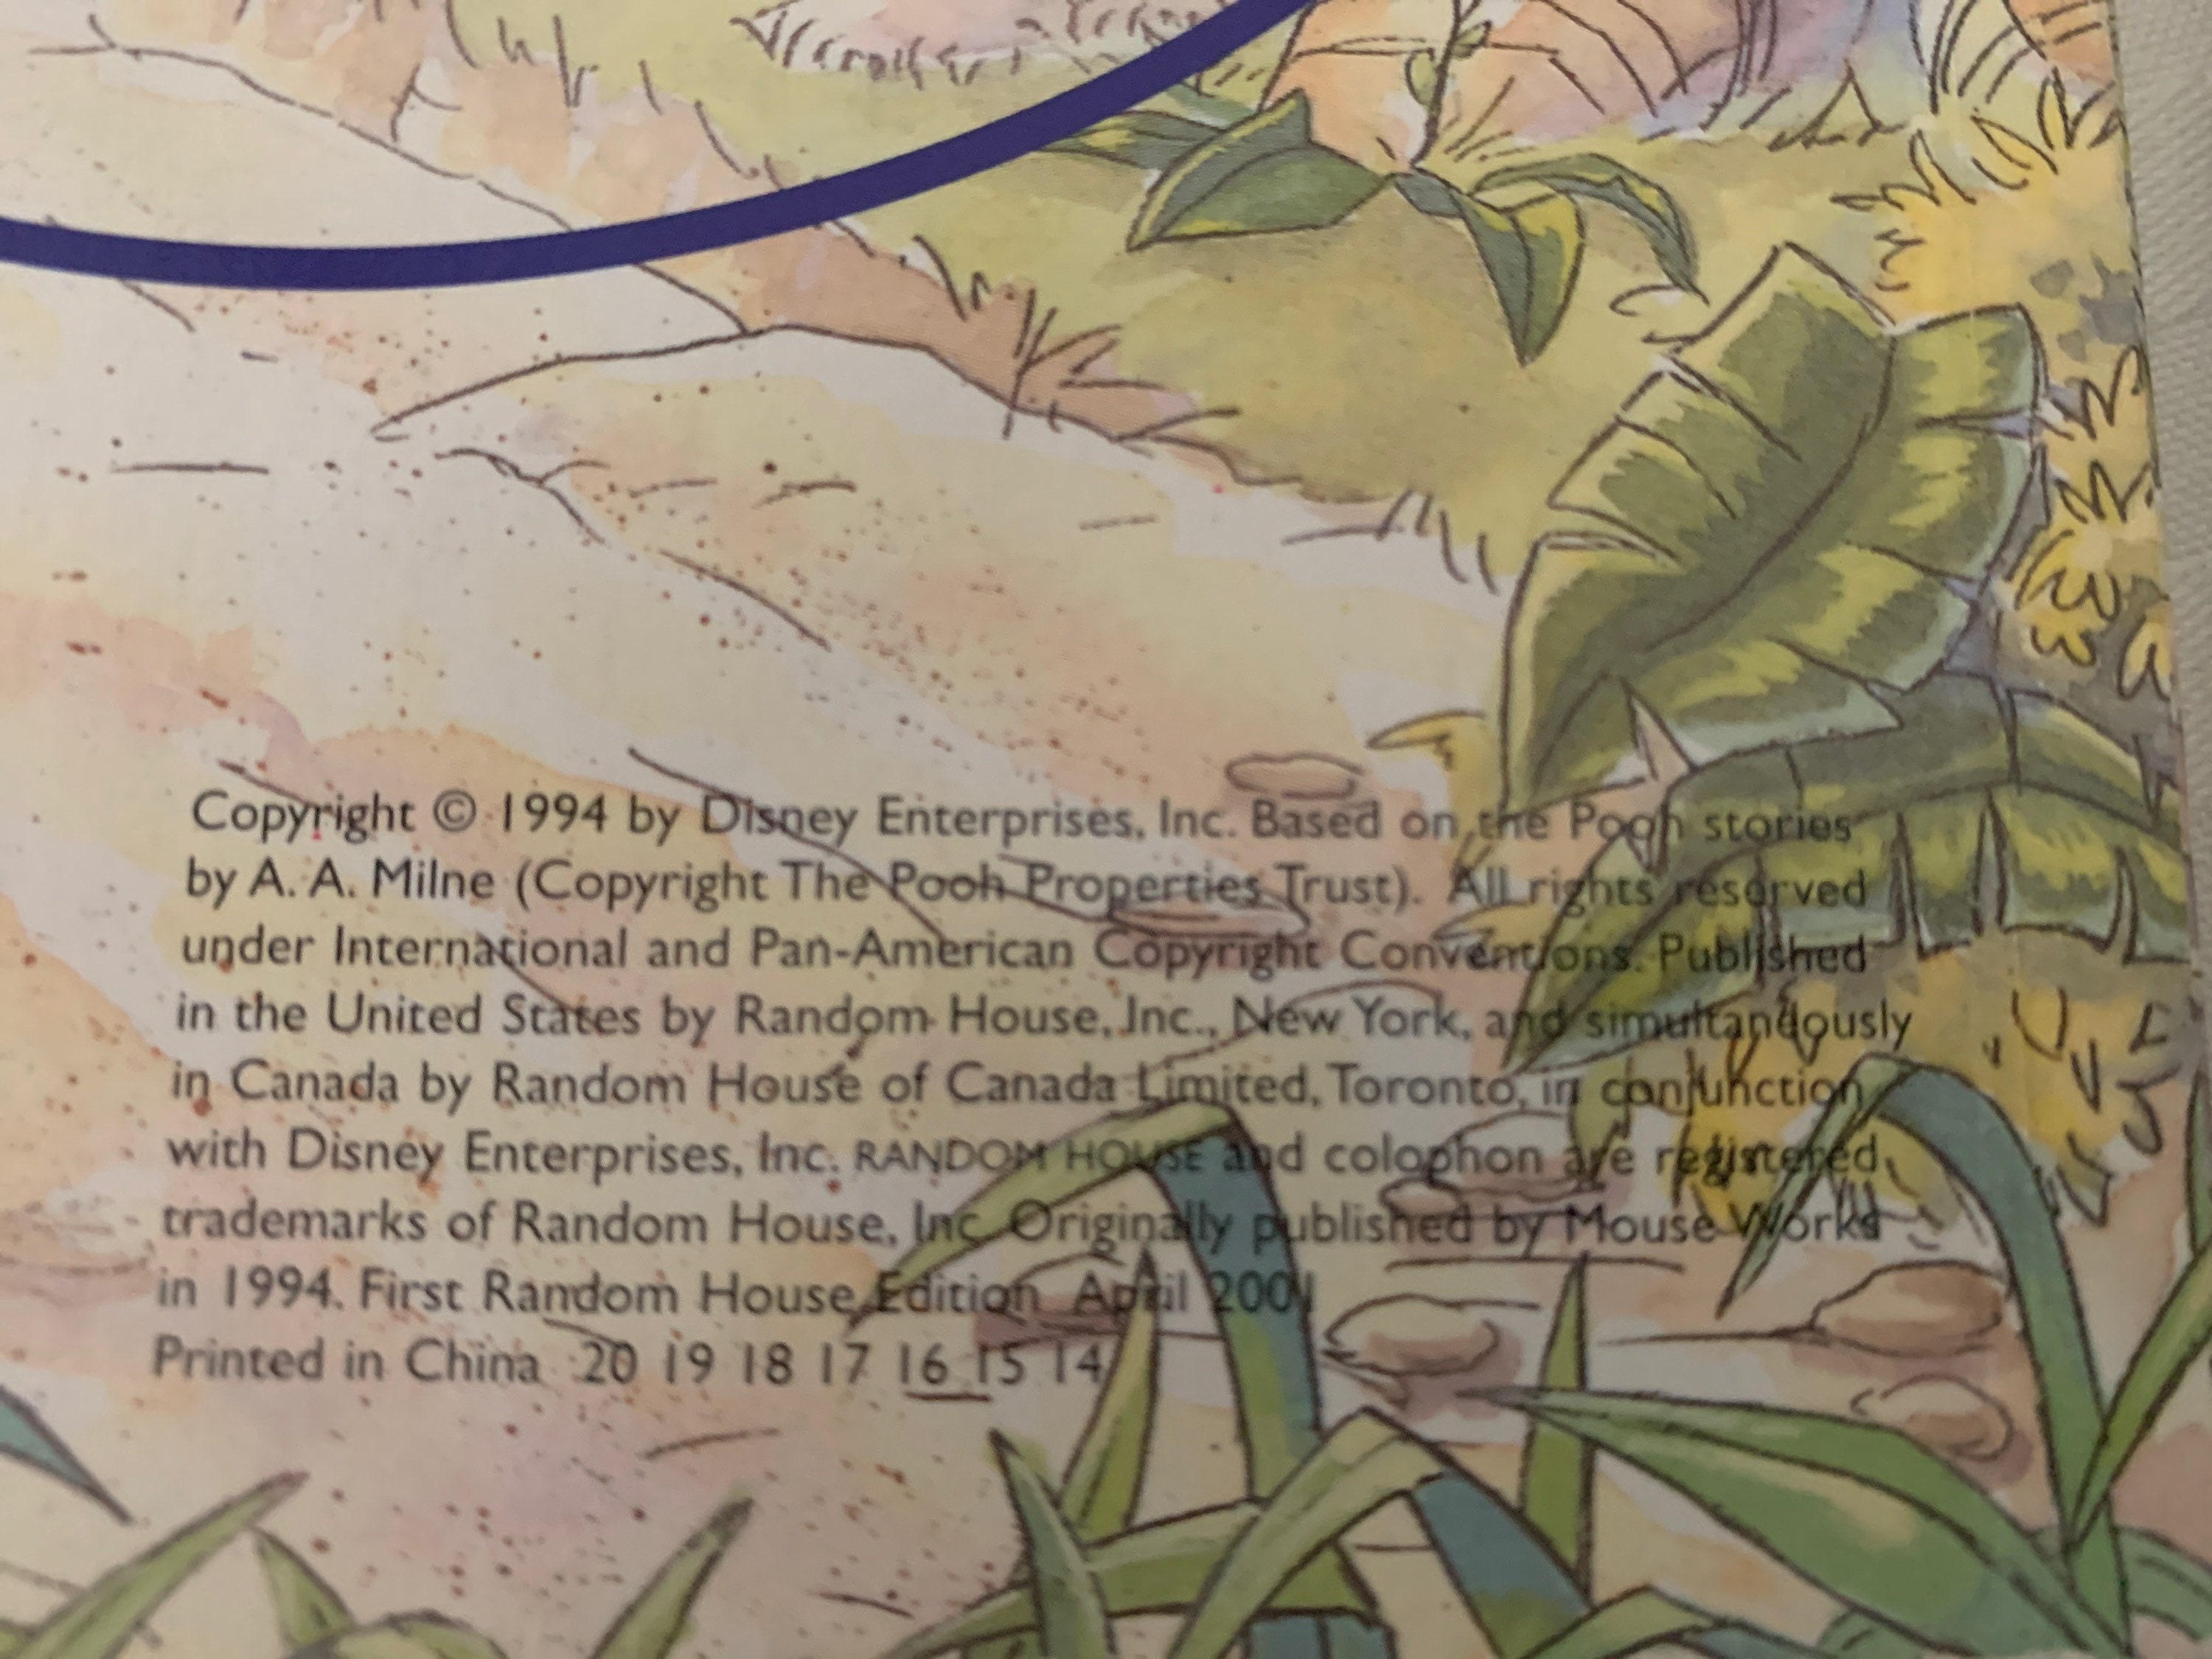 Copyright © 1994 by Disney Enterprises, Inc. Based on the Pooh stories
by A. A. Milne (Copyright The Pooh Properties Trust). All rights reserved
under International and Pan-American Copyright Conventions. Published
in the United States by Random House, Inc., New York, and simultaneously
in Canada by Random House of Canada Limited, Toronto, in conjunction
with Disney Enterprises, Inc. RANDOM HOUSE and colophon are registered
trademarks of Random House, Inc. Originally published by Mouse Works
in 1994. First Random House Edition April 2001
Printed in China 20 19 18 17 16 15 14